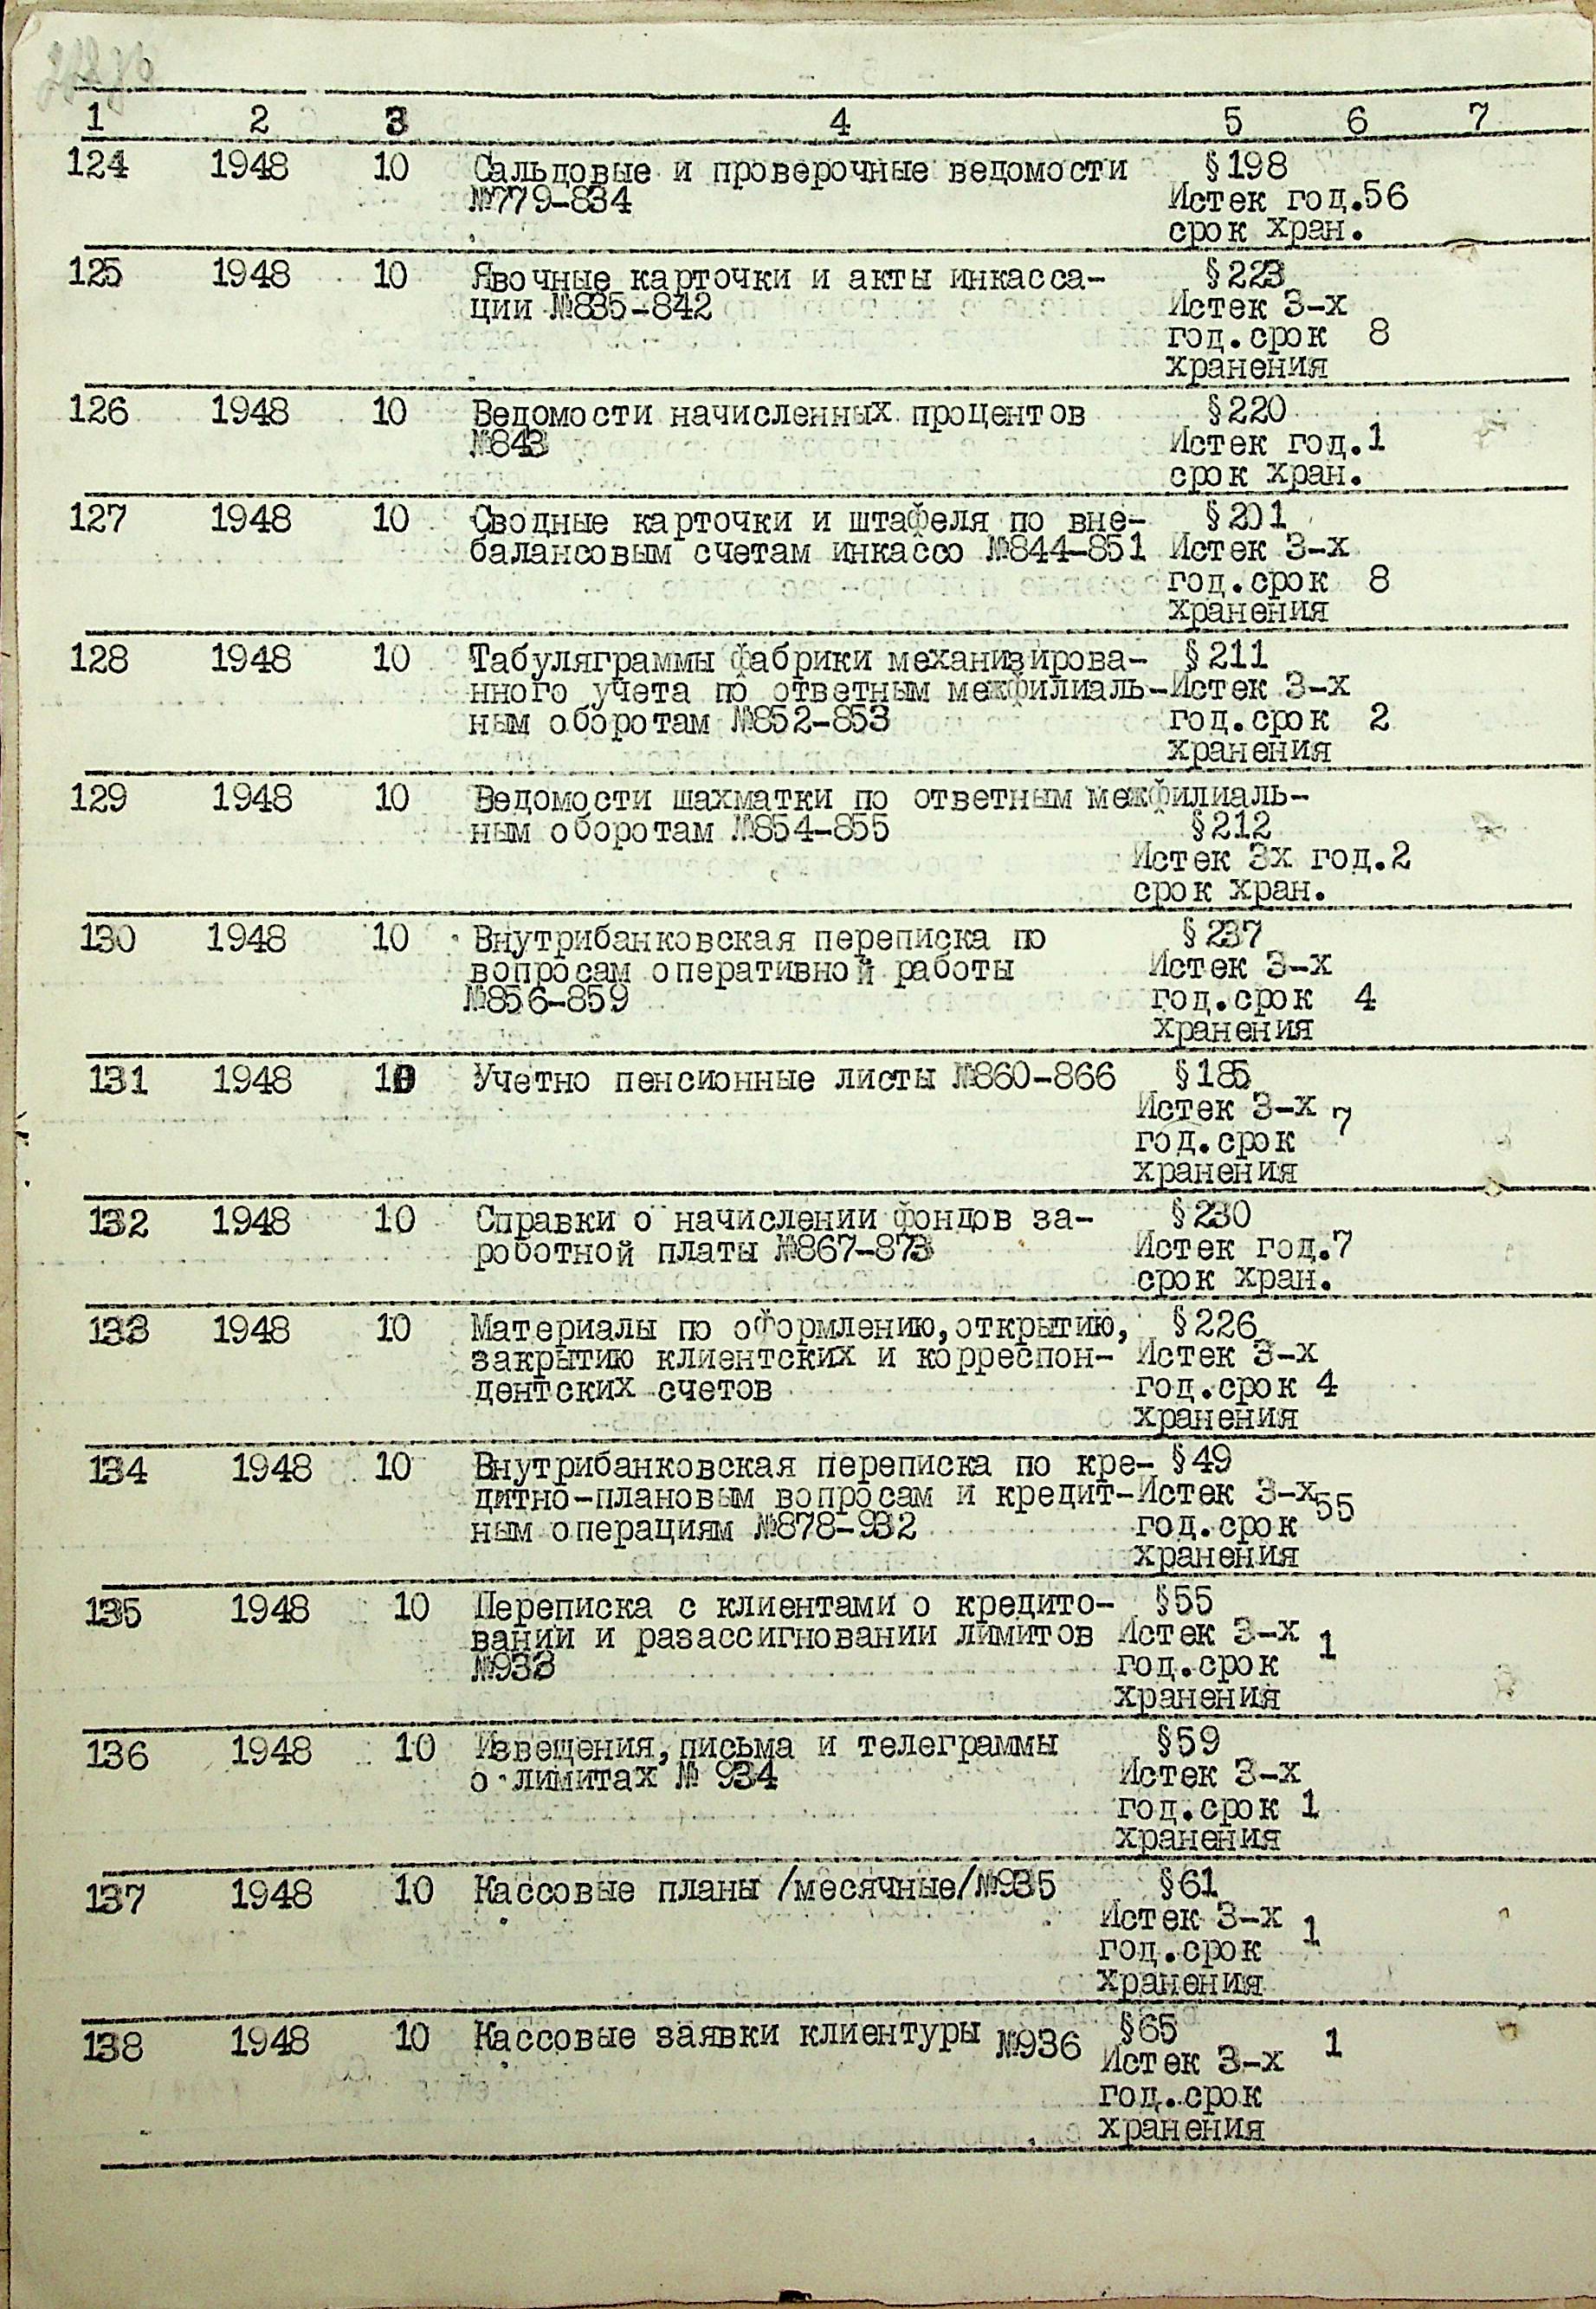 1 2 3 4 5 6 7
124 1948 10 Сальдовые и проверочные ведомости § 198
№779-834 Истек год.56
срок хран.
125 1948 10 Явочные карточки и акты инкасса- § 223
ции №835-842 Истек 3-х
год.срок 8
хранения
126 1948 10 Ведомости начисленных процентов § 220
№843 Истек год.1
срок хран.
127 1948 10 Сводные карточки и штафеля по вне- § 201
балансовым счетам инкассо №844-851 Истек 3-х
год.срок 8
хранения
128 1948 10 Табуляграммы фабрики механизирова- § 211
нного учета по ответным межфилиаль- Истек 3-х
ным оборотам №852-853 год.срок 2
хранения
129 1948 10 Ведомости шахматки по ответным межфилиаль-
ным оборотам №854-855 § 212
Истек 3х год.2
срок хран.
130 1948 10 Внутрибанковская переписка по § 237
вопросам оперативной работы Истек 3-х
№856-859 год.срок 4
хранения
131 1948 10 Учетно пенсионные листы №860-866 § 185
Истек 3-х 7
год.срок
хранения
132 1948 10 Справки о начислении фондов за- § 230
роботной платы №867-873 Истек год.7
срок хран.
133 1948 10 Материалы по оформлению,открытию, § 226
закрытию клиентских и корреспон- Истек 3-х
дентских счетов год.срок 4
хранения
134 1948 10 Внутрибанковская переписка по кре- § 49
дитно-плановым вопросам и кредит- Истек 3-х 55
ным операциям №878-932 год.срок
хранения
135 1948 10 Переписка с клиентами о кредито- §55
вании и разассигновании лимитов Истек 3-х 1
№933 год.срок
хранения
136 1948 10 Извещения,письма и телеграммы §59
о лимитах № 934 Истек 3-х
год.срок 1
хранения
137 1948 10 Кассовые планы /месячные/№935 §61
Истек 3-х 1
год.срок
хранения
138 1948 10 Кассовые заявки клиентуры №936 §65
Истек 3-х 1
год.срок
хранения